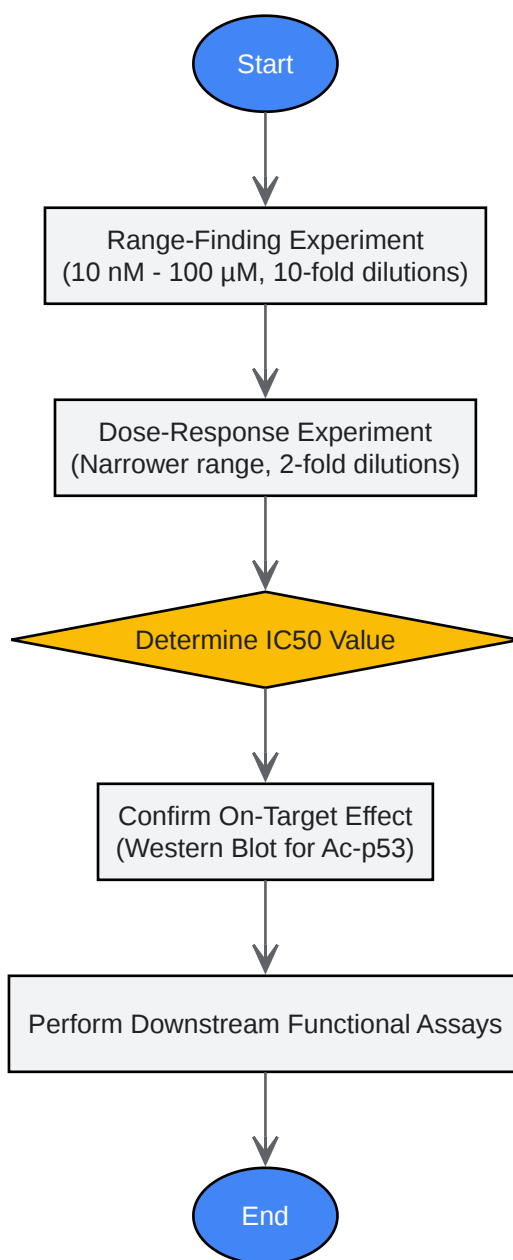 Start
Range-Finding Experiment
(10 nM - 100 µM, 10-fold dilutions)
Dose-Response Experiment
(Narrower range, 2-fold dilutions)
Determine IC50 Value
Confirm On-Target Effect
(Western Blot for Ac-p53)
Perform Downstream Functional Assays
End